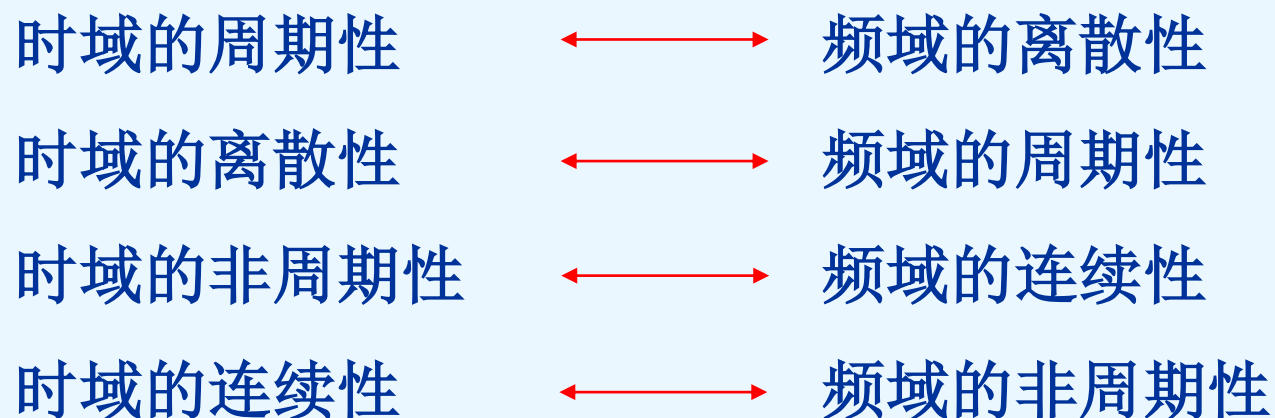 时域的周期性 频域的离散性
时域的离散性 频域的周期性
时域的非周期性 频域的连续性
时域的连续性 频域的非周期性